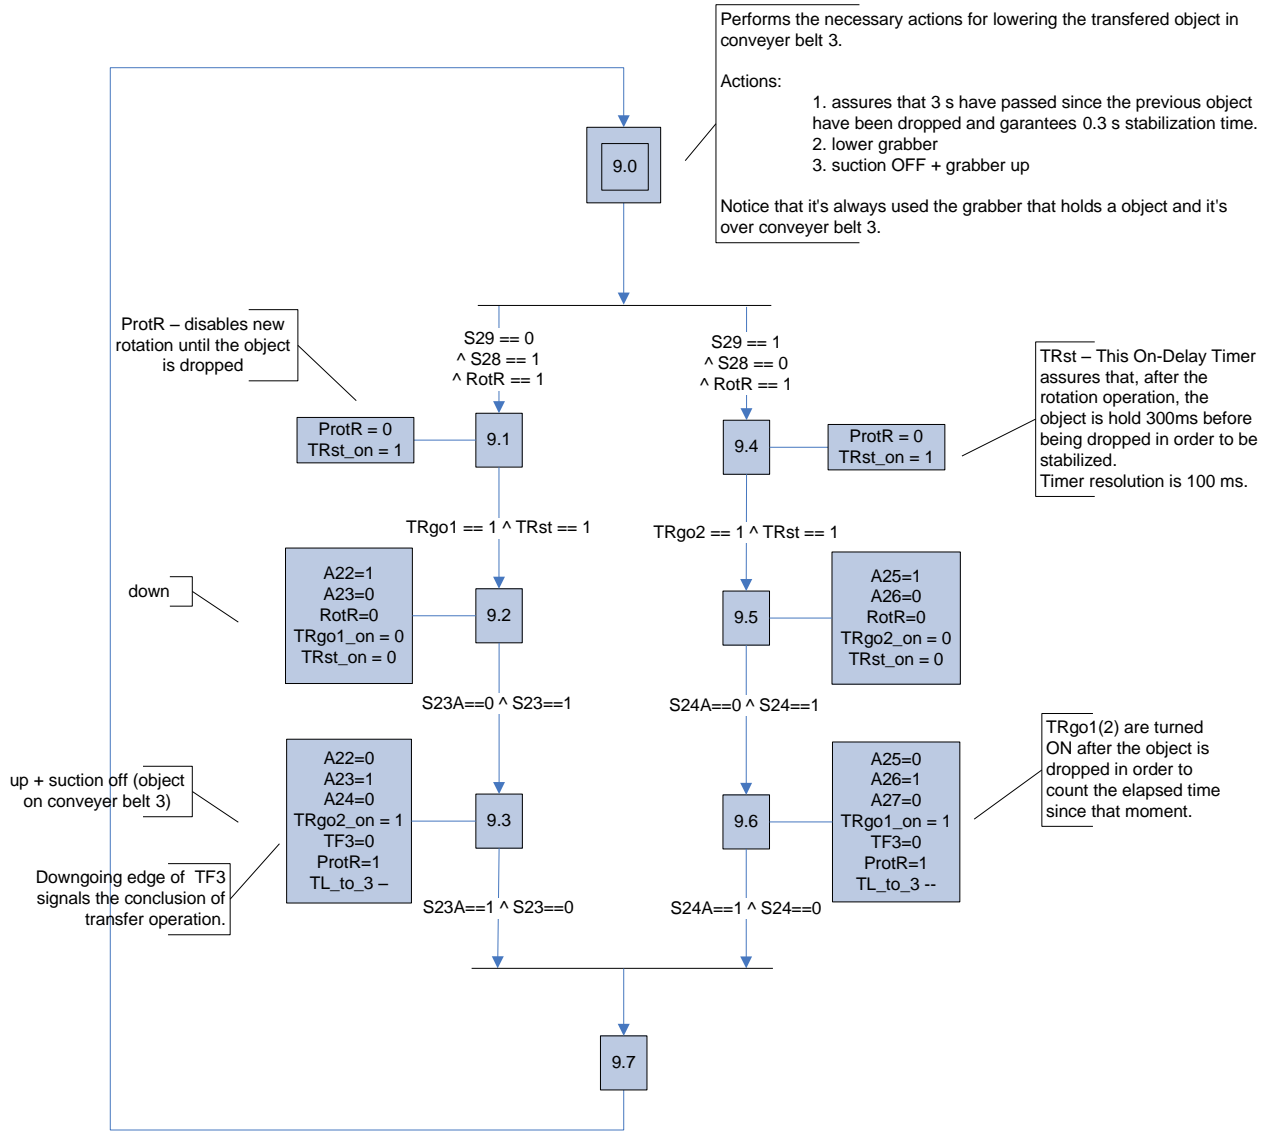 Performs the necessary actions for lowering the transfered object in
conveyer belt 3.
Actions:
1. assures that 3 s have passed since the previous object
have been dropped and garantees 0.3 s stabilization time.
2. lower grabber
3. suction OFF + grabber up
Notice that it's always used the grabber that holds a object and it's
over conveyer belt 3.
9.0
ProtR – disables new
rotation until the object
is dropped
S29 == 0
^ S28 == 1
^ RotR == 1
S29 == 1
^ S28 == 0
^ RotR == 1
TRst – This On-Delay Timer
assures that, after the
rotation operation, the
object is hold 300ms before
being dropped in order to be
stabilized.
Timer resolution is 100 ms.
ProtR = 0
TRst_on = 1
9.1
9.4
ProtR = 0
TRst_on = 1
TRgo1 == 1 ^ TRst == 1
TRgo2 == 1 ^ TRst == 1
down
A22=1
A23=0
RotR=0
TRgo1_on = 0
TRst_on = 0
9.2
9.5
A25=1
A26=0
RotR=0
TRgo2_on = 0
TRst_on = 0
S23A==0 ^ S23==1
S24A==0 ^ S24==1
up + suction off (object
on conveyer belt 3)
A22=0
A23=1
A24=0
TRgo2_on = 1
TF3=0
ProtR=1
TL_to_3 –
9.3
9.6
A25=0
A26=1
A27=0
TRgo1_on = 1
TF3=0
ProtR=1
TL_to_3 --
TRgo1(2) are turned
ON after the object is
dropped in order to
count the elapsed time
since that moment.
Downgoing edge of TF3
signals the conclusion of
transfer operation.
S23A==1 ^ S23==0
S24A==1 ^ S24==0
9.7